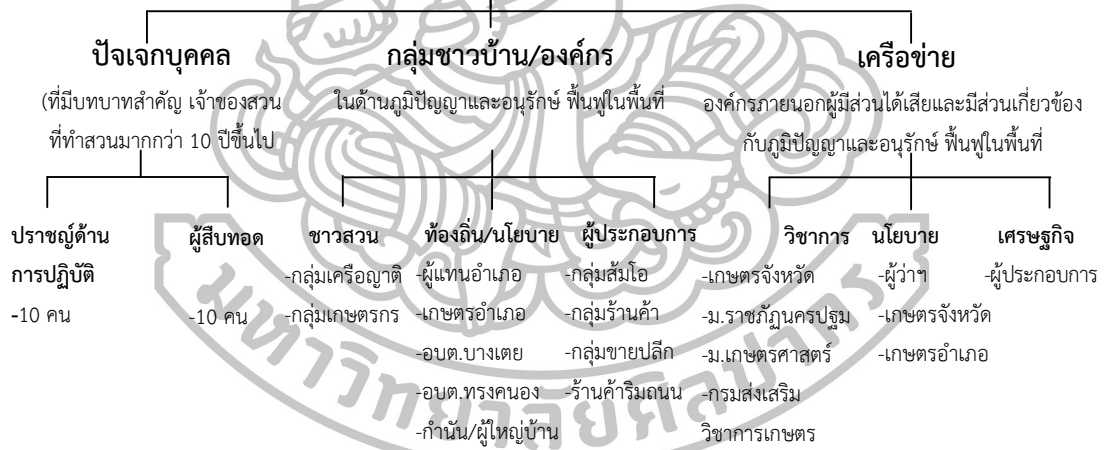 ปัจเจกบุคคล
(ที่มีบทบาทสำคัญ เจ้าของสวน
ที่ทำสวนมากกว่า 10 ปีขึ้นไป
กลุ่มชาวบ้าน/องค์กร
ในด้านภูมิปัญญาและอนุรักษ์ ฟื้นฟูในพื้นที่
เครือข่าย
องค์กรภายนอกผู้มีส่วนได้เสียและมีส่วนเกี่ยวข้อง
กับภูมิปัญญาและอนุรักษ์ ฟื้นฟูในพื้นที่
ปราชญ์ด้าน
การปฏิบัติ
-10 คน
ผู้สืบทอด
-10 คน
ชาวสวน
-กลุ่มเครือญาติ
-กลุ่มเกษตรกร
ท้องถิ่น/นโยบาย
-ผู้แทนอำเภอ
-เกษตรอำเภอ
-อบต.บางเตย
-อบต.ทรงคนอง
-กำนัน/ผู้ใหญ่บ้าน
ผู้ประกอบการ
-กลุ่มส้มโอ
-กลุ่มร้านค้า
-กลุ่มขายปลีก
-ร้านค้าริมถนน
วิชาการ
-เกษตรจังหวัด
-ม.ราชภัฏนครปฐม
-ม.เกษตรศาสตร์
-กรมส่งเสริม
วิชาการเกษตร
นโยบาย
-ผู้ว่าฯ
-เกษตรจังหวัด
-เกษตรอำเภอ
เศรษฐกิจ
-ผู้ประกอบการ
มหาวิทยาลัยศิลปากร